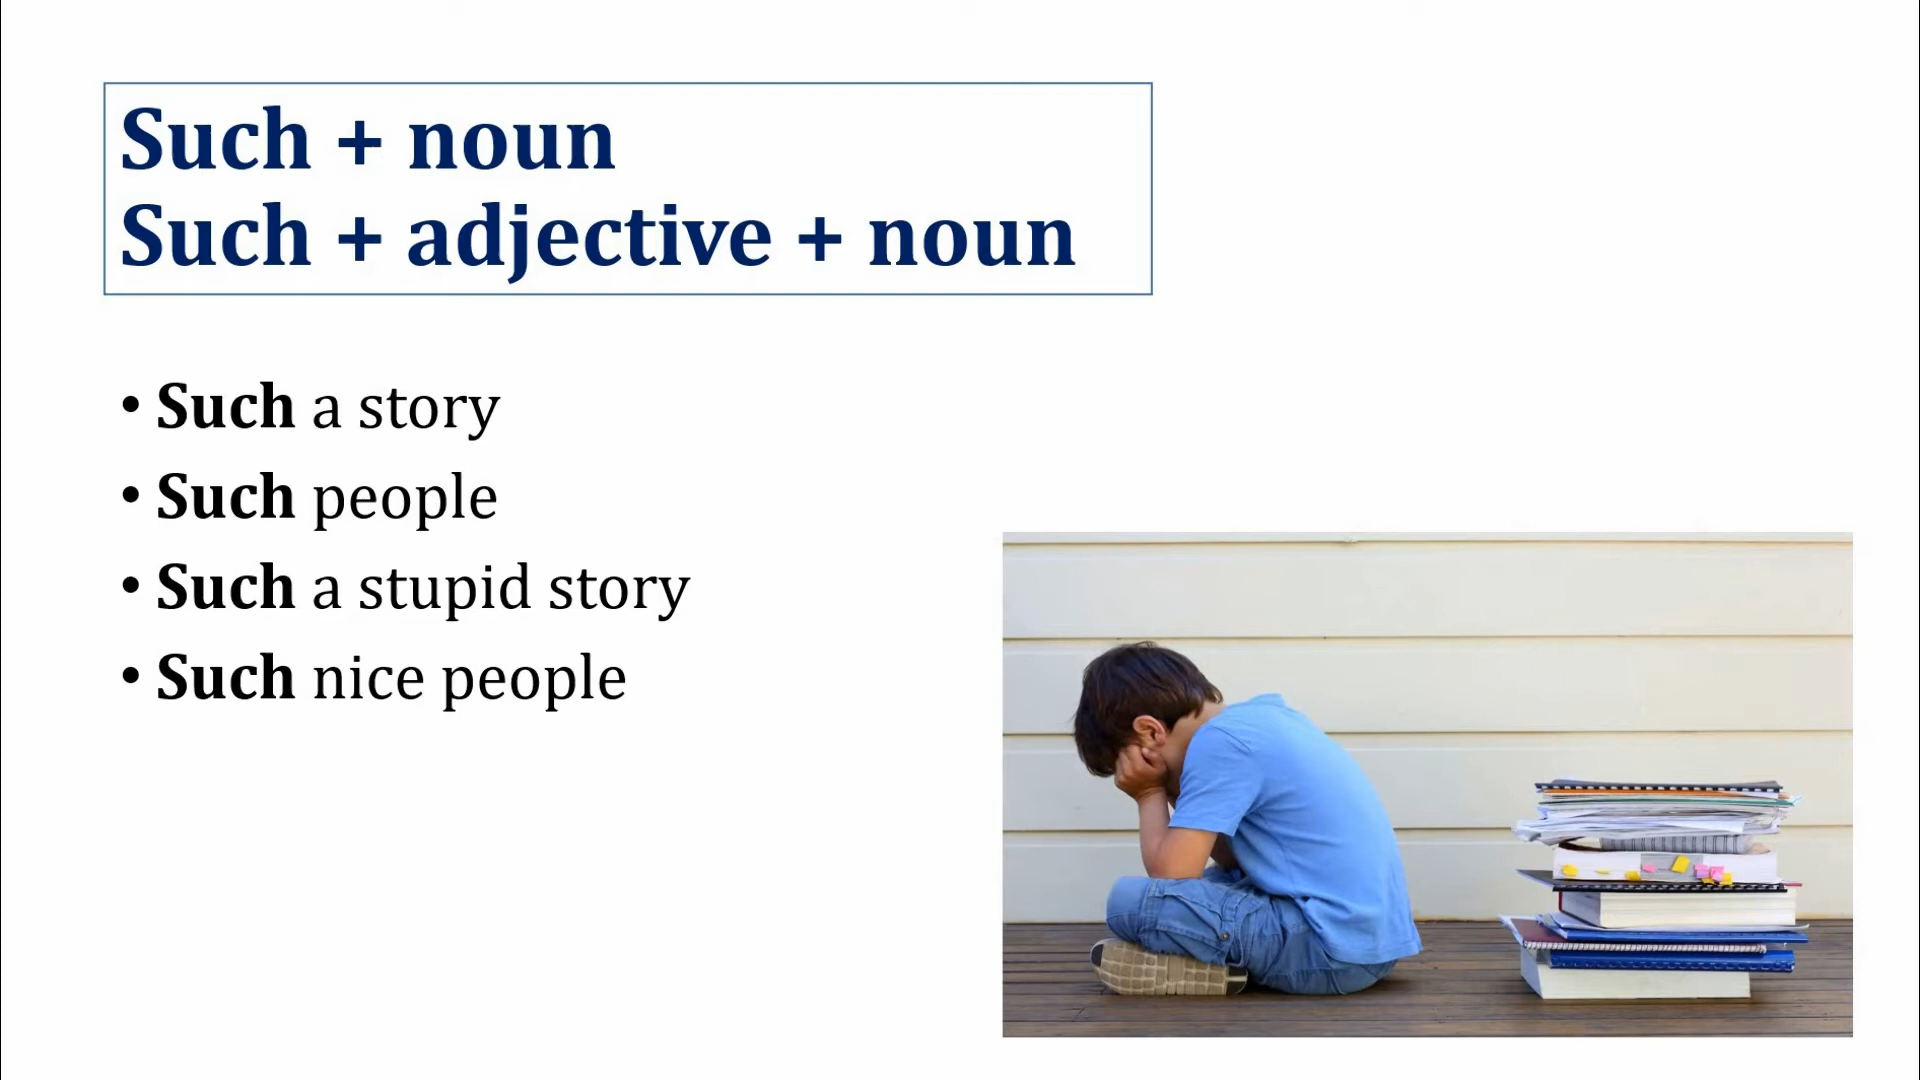 Such + noun
Such + adjective + noun
• Such a story
• Such people
• Such a stupid story
• Such nice people